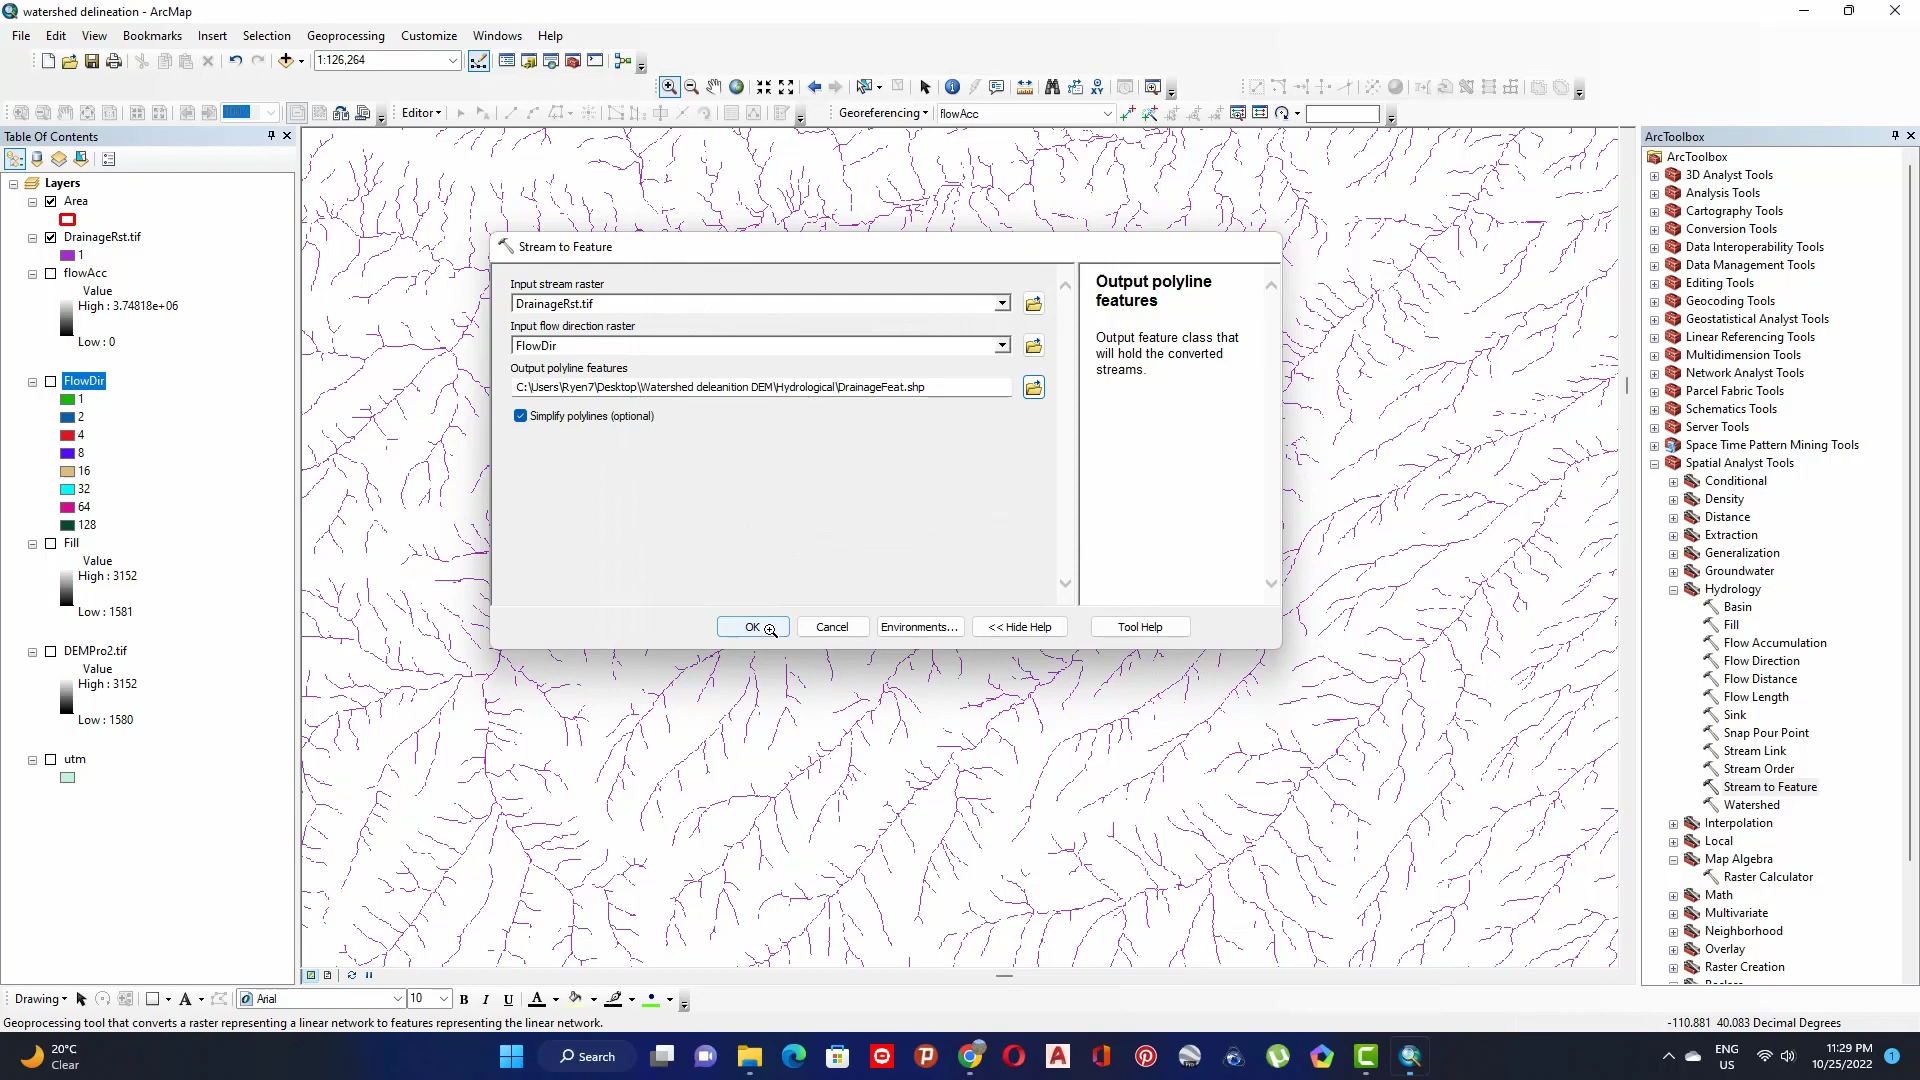 watershed delineation - ArcMap
File Edit View Bookmarks Insert Selection Geoprocessing Customize Windows Help
1:126,264
100%
Editor
Georeferencing
flowAcc
Table Of Contents
Layers
Area
DrainageRst.tif
1
flowAcc
Value
High : 3.74818e+06
Low : 0
FlowDir
1
2
4
8
16
32
64
128
Fill
Value
High : 3152
Low : 1581
DEMPro2.tif
Value
High : 3152
Low : 1580
utm
Stream to Feature
Input stream raster
DrainageRst.tif
Input flow direction raster
FlowDir
Output polyline features
C:\Users\Ryen7\Desktop\Watershed deleanition DEM\Hydrological\DrainageFeat.shp
Simplify polylines (optional)
OK
Cancel
Environments...
<< Hide Help
Tool Help
Output polyline
features
Output feature class that
will hold the converted
streams.
ArcToolbox
ArcToolbox
3D Analyst Tools
Analysis Tools
Cartography Tools
Conversion Tools
Data Interoperability Tools
Data Management Tools
Editing Tools
Geocoding Tools
Geostatistical Analyst Tools
Linear Referencing Tools
Multidimension Tools
Network Analyst Tools
Parcel Fabric Tools
Schematics Tools
Server Tools
Space Time Pattern Mining Tools
Spatial Analyst Tools
Conditional
Density
Distance
Extraction
Generalization
Groundwater
Hydrology
Basin
Fill
Flow Accumulation
Flow Direction
Flow Distance
Flow Length
Sink
Snap Pour Point
Stream Link
Stream Order
Stream to Feature
Watershed
Interpolation
Local
Map Algebra
Raster Calculator
Math
Multivariate
Neighborhood
Overlay
Raster Creation
Drawing
Arial
10
B I U A
Geoprocessing tool that converts a raster representing a linear network to features representing the linear network.
-110.881 40.083 Decimal Degrees
20°C
Clear
Search
ENG
US
11:29 PM
10/25/2022
1